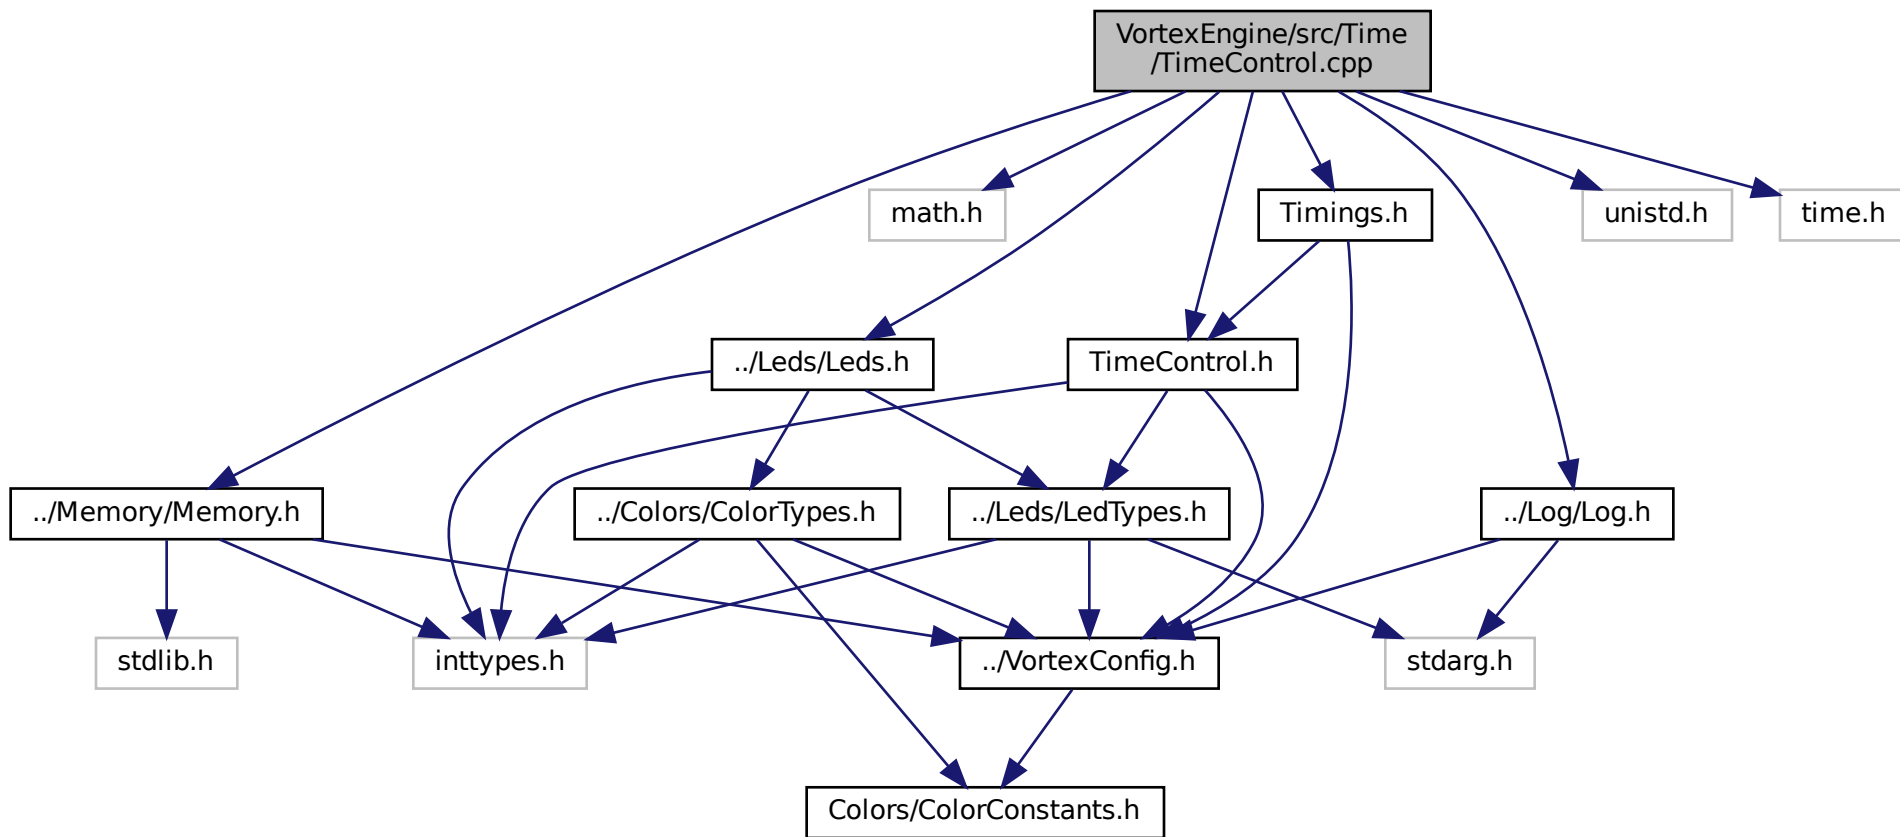 VortexEngine/src/Time
/TimeControl.cpp
math.h
Timings.h
unistd.h
time.h
../Leds/Leds.h
TimeControl.h
../Memory/Memory.h
../Colors/ColorTypes.h
../Leds/LedTypes.h
../Log/Log.h
stdlib.h
inttypes.h
../VortexConfig.h
stdarg.h
Colors/ColorConstants.h